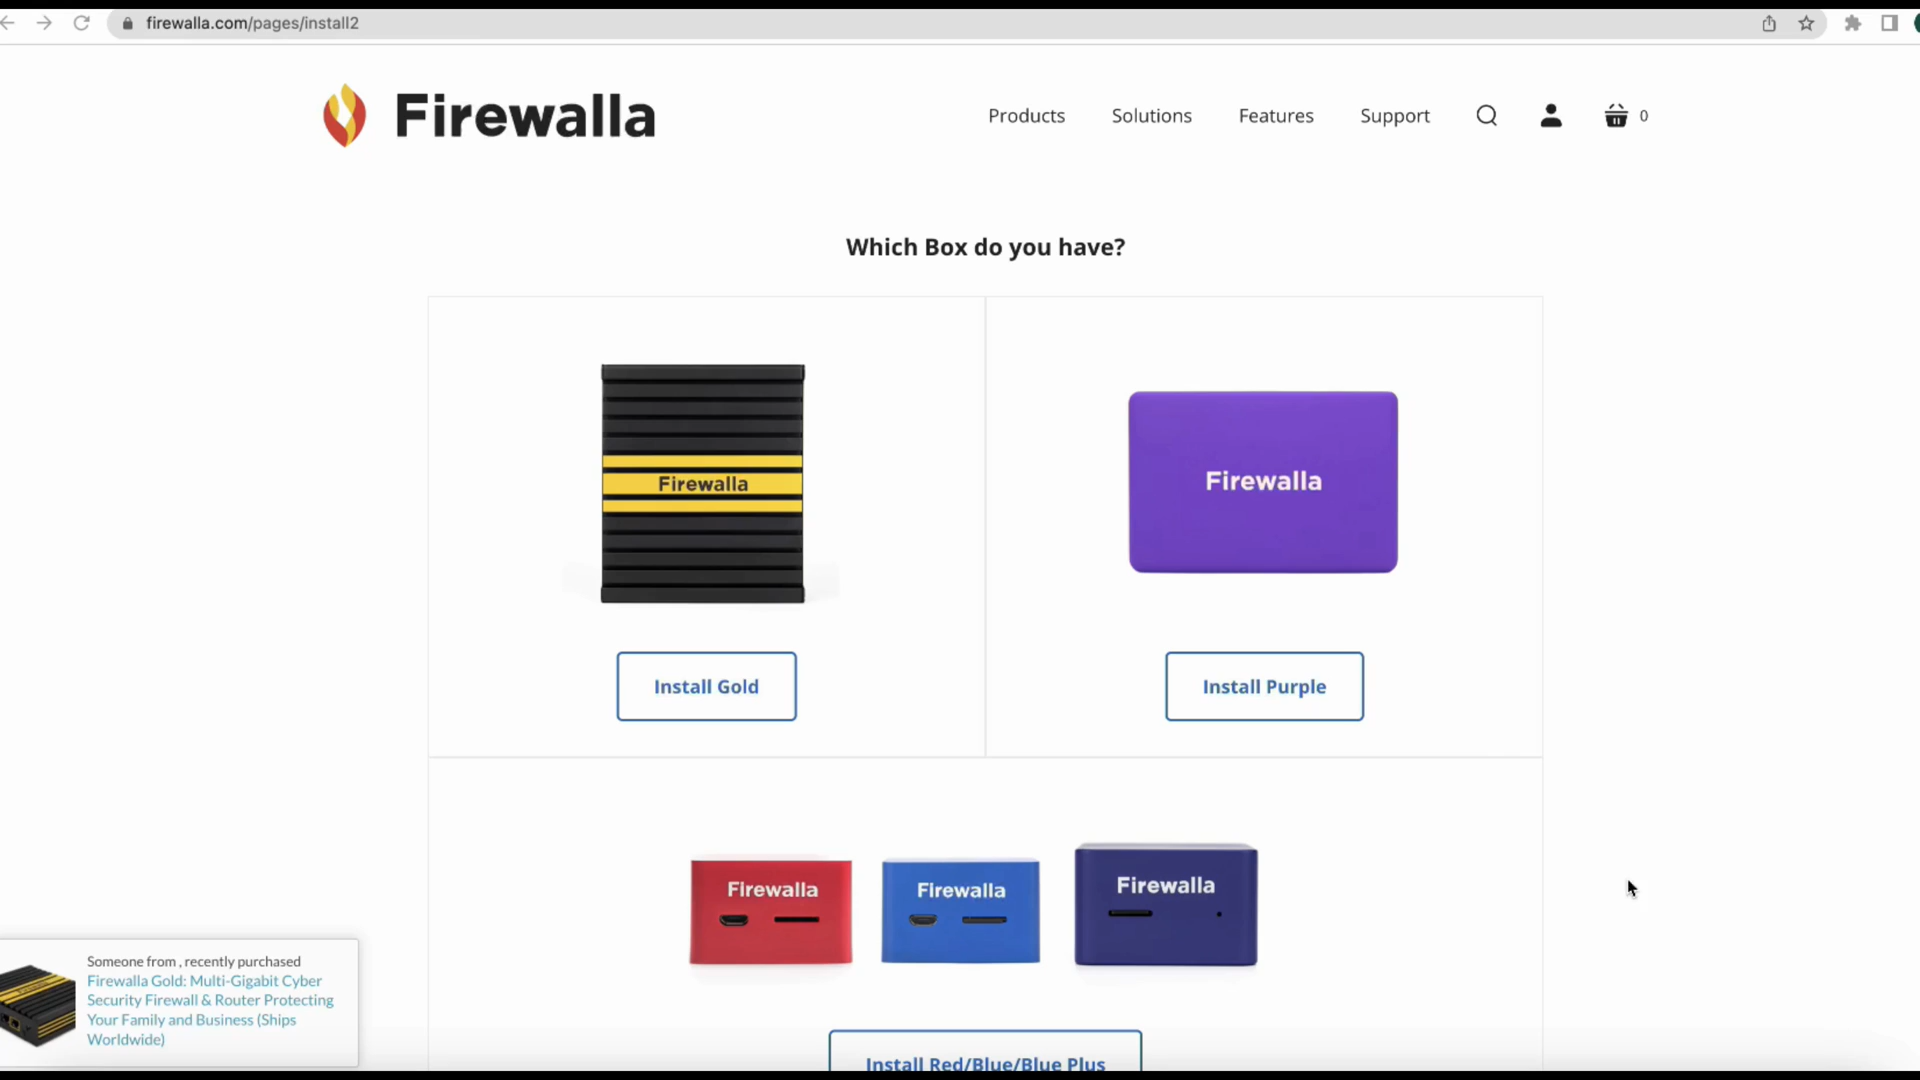 firewalla.com/pages/install2
Firewalla
Products
Solutions
Features
Support
0
Which Box do you have?
Firewalla
Firewalla
Install Gold
Install Purple
Firewalla
Firewalla
Firewalla
Someone from , recently purchased
Firewalla Gold: Multi-Gigabit Cyber
Security Firewall & Router Protecting
Your Family and Business (Ships
Worldwide)
Install Red/Blue/Blue Plus